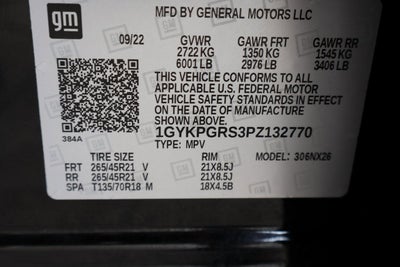 gm
MFD BY GENERAL MOTORS LLC
09/22 GVWR GAWR FRT GAWR RR
2722 KG 1350 KG 1545 KG
6001 LB 2976 LB 3406 LB
THIS VEHICLE CONFORMS TO ALL
APPLICABLE U.S. FEDERAL MOTOR
VEHICLE SAFETY STANDARDS IN EFFECT
ON THE DATE OF MANUFACTURE
SHOWN ABOVE.
384A 1GYKPGRS3PZ132770
TYPE: MPV
TIRE SIZE RIM MODEL: 306NX26
FRT 265/45R21 V 21X8.5J
RR 265/45R21 V 21X8.5J
SPA T135/70R18 M 18X4.5B